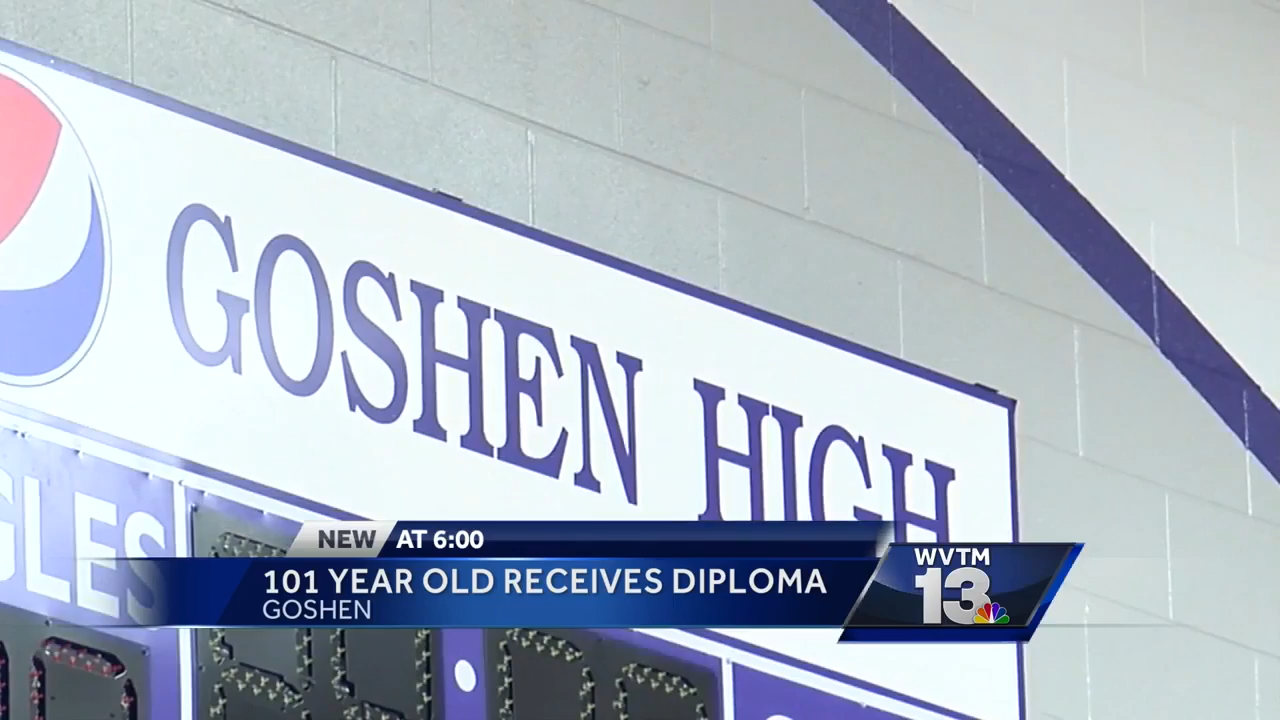 GOSHEN HIGH
GLES
NEW AT 6:00
101 YEAR OLD RECEIVES DIPLOMA
GOSHEN
WVTM
13